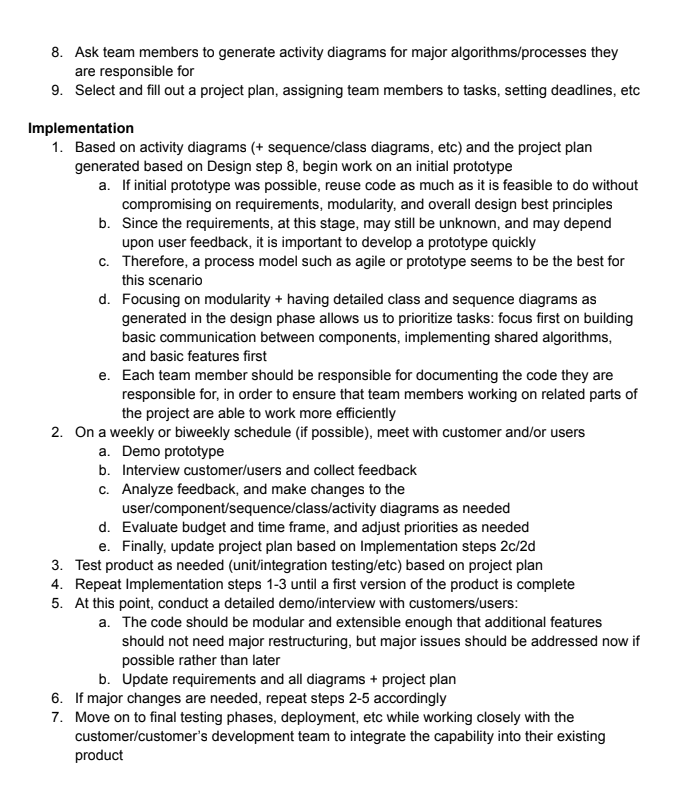 8. Ask team members to generate activity diagrams for major algorithms/processes they
are responsible for
9. Select and fill out a project plan, assigning team members to tasks, setting deadlines, etc
Implementation
1. Based on activity diagrams (+ sequence/class diagrams, etc) and the project plan
generated based on Design step 8, begin work on an initial prototype
a. If initial prototype was possible, reuse code as much as it is feasible to do without
compromising on requirements, modularity, and overall design best principles
b. Since the requirements, at this stage, may still be unknown, and may depend
upon user feedback, it is important to develop a prototype quickly
c. Therefore, a process model such as agile or prototype seems to be the best for
this scenario
d. Focusing on modularity + having detailed class and sequence diagrams as
generated in the design phase allows us to prioritize tasks: focus first on building
basic communication between components, implementing shared algorithms,
and basic features first
e. Each team member should be responsible for documenting the code they are
responsible for, in order to ensure that team members working on related parts of
the project are able to work more efficiently
2. On a weekly or biweekly schedule (if possible), meet with customer and/or users
a. Demo prototype
b. Interview customer/users and collect feedback
c. Analyze feedback, and make changes to the
user/component/sequence/class/activity diagrams as needed
d. Evaluate budget and time frame, and adjust priorities as needed
e. Finally, update project plan based on Implementation steps 2c/2d
3. Test product as needed (unit/integration testing/etc) based on project plan
4. Repeat Implementation steps 1-3 until a first version of the product is complete
5. At this point, conduct a detailed demo/interview with customers/users:
a. The code should be modular and extensible enough that additional features
should not need major restructuring, but major issues should be addressed now if
possible rather than later
b. Update requirements and all diagrams + project plan
6. If major changes are needed, repeat steps 2-5 accordingly
7. Move on to final testing phases, deployment, etc while working closely with the
customer/customer's development team to integrate the capability into their existing
product